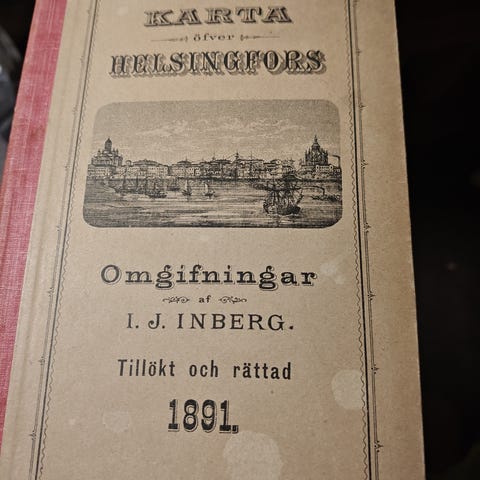 KARTA
öfver
HELSINGFORS
Omgifningar
af
I. J. INBERG.
Tillökt och rättad
1891.